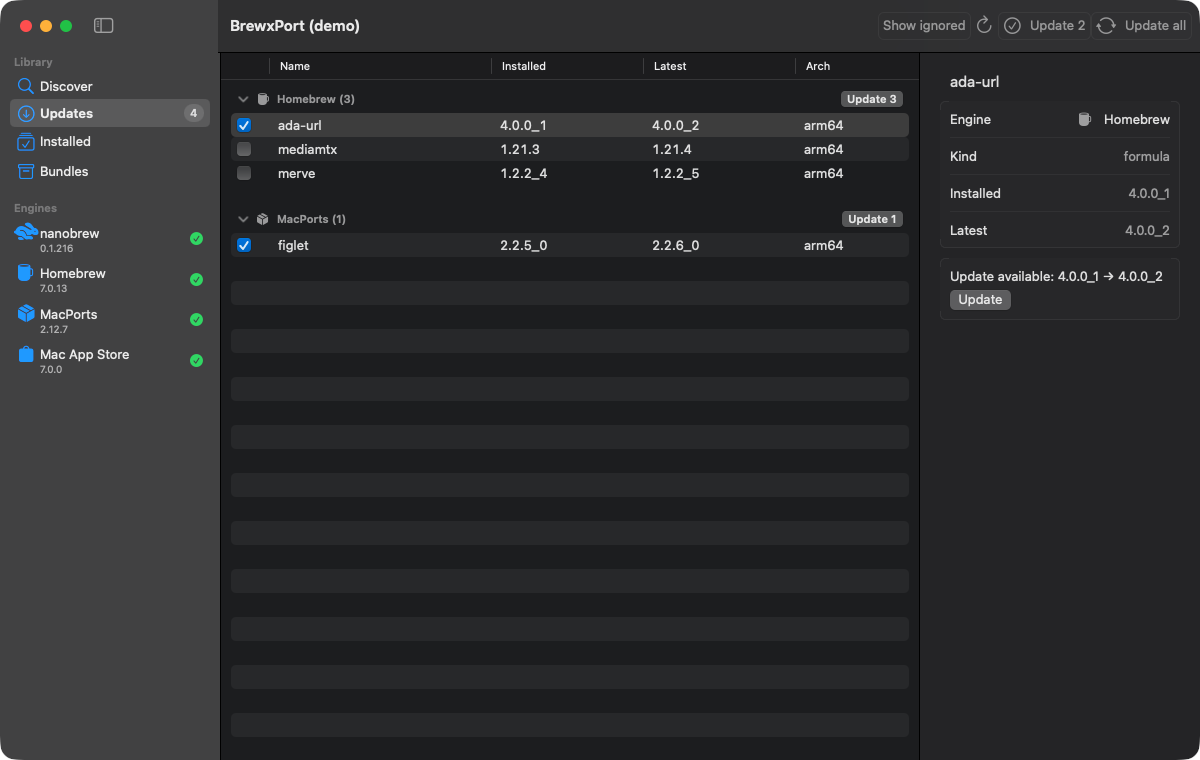 BrewxPort (demo)
Show ignored
Update 2
Update all
Library
Discover
Updates 4
Installed
Bundles
Engines
nanobrew
0.1.216
Homebrew
7.0.13
MacPorts
2.12.7
Mac App Store
7.0.0
Name Installed Latest Arch
Homebrew (3) Update 3
ada-url 4.0.0_1 4.0.0_2 arm64
mediamtx 1.21.3 1.21.4 arm64
merve 1.2.2_4 1.2.2_5 arm64
MacPorts (1) Update 1
figlet 2.2.5_0 2.2.6_0 arm64
ada-url
Engine Homebrew
Kind formula
Installed 4.0.0_1
Latest 4.0.0_2
Update available: 4.0.0_1 → 4.0.0_2
Update